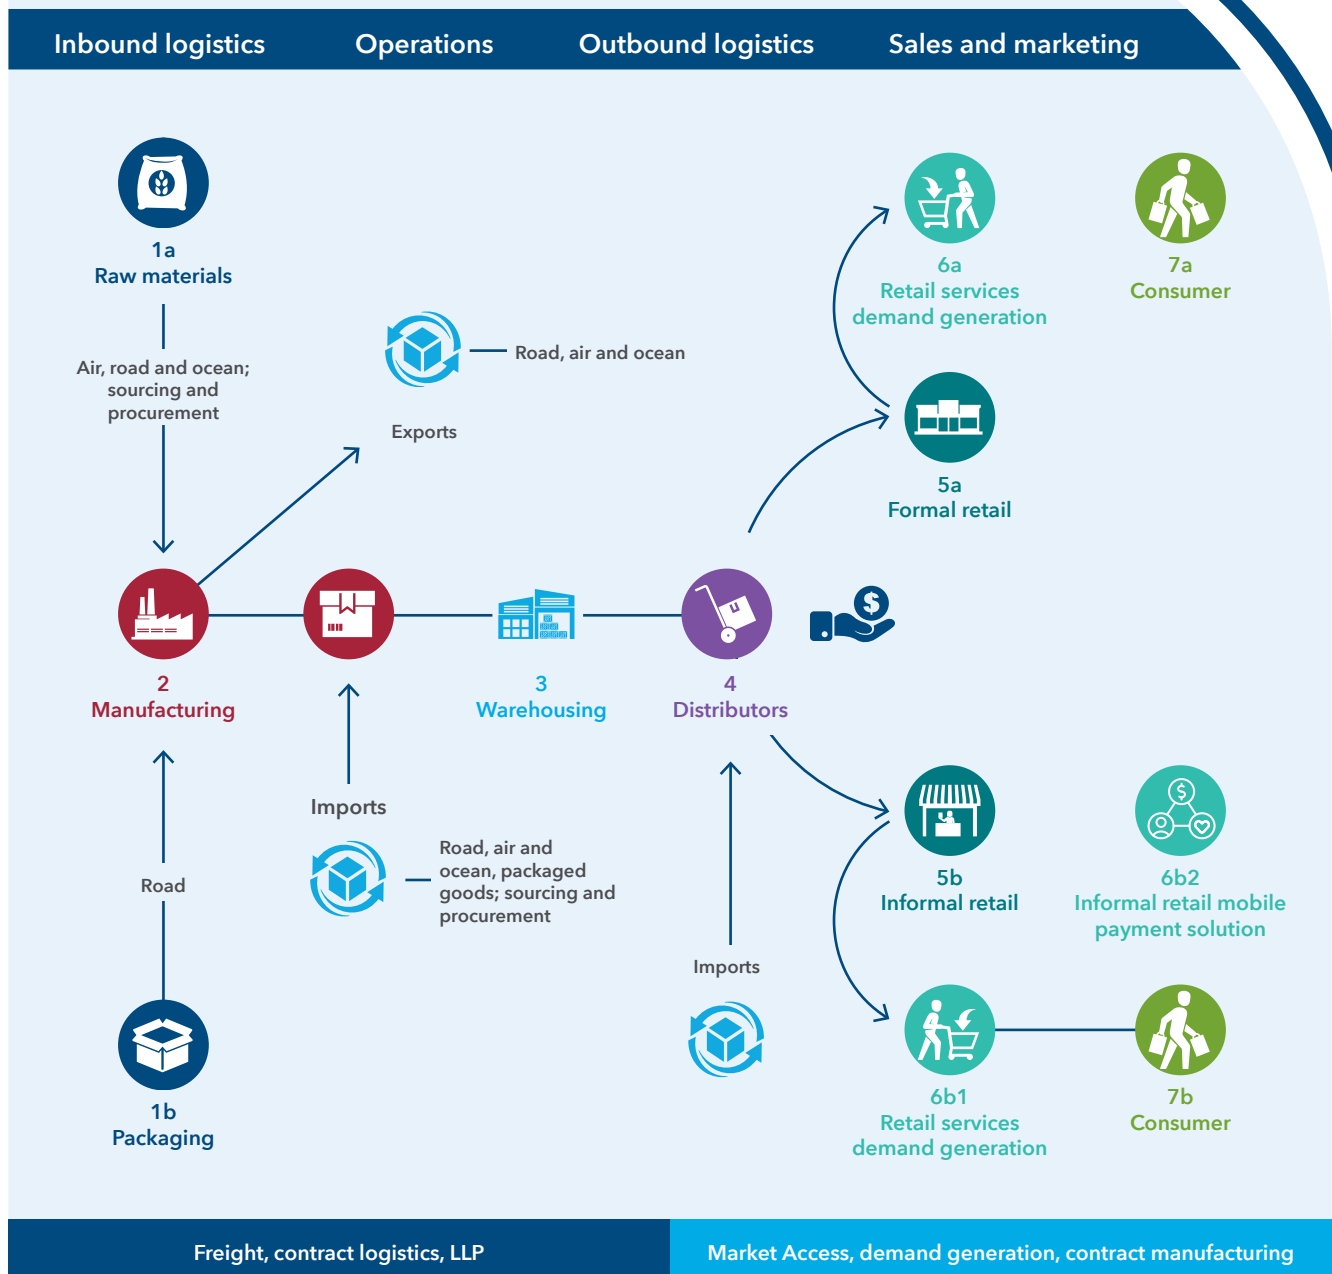 Inbound logistics
Operations
Outbound logistics
Sales and marketing
1a
Raw materials
Air, road and ocean;
sourcing and
procurement
Road, air and ocean
Exports
6a
Retail services
demand generation
7a
Consumer
5a
Formal retail
$
2
Manufacturing
3
Warehousing
4
Distributors
Imports
Road, air and
ocean, packaged
goods; sourcing and
procurement
Road
Imports
5b
Informal retail
$
6b2
Informal retail mobile
payment solution
1b
Packaging
6b1
Retail services
demand generation
7b
Consumer
Freight, contract logistics, LLP
Market Access, demand generation, contract manufacturing